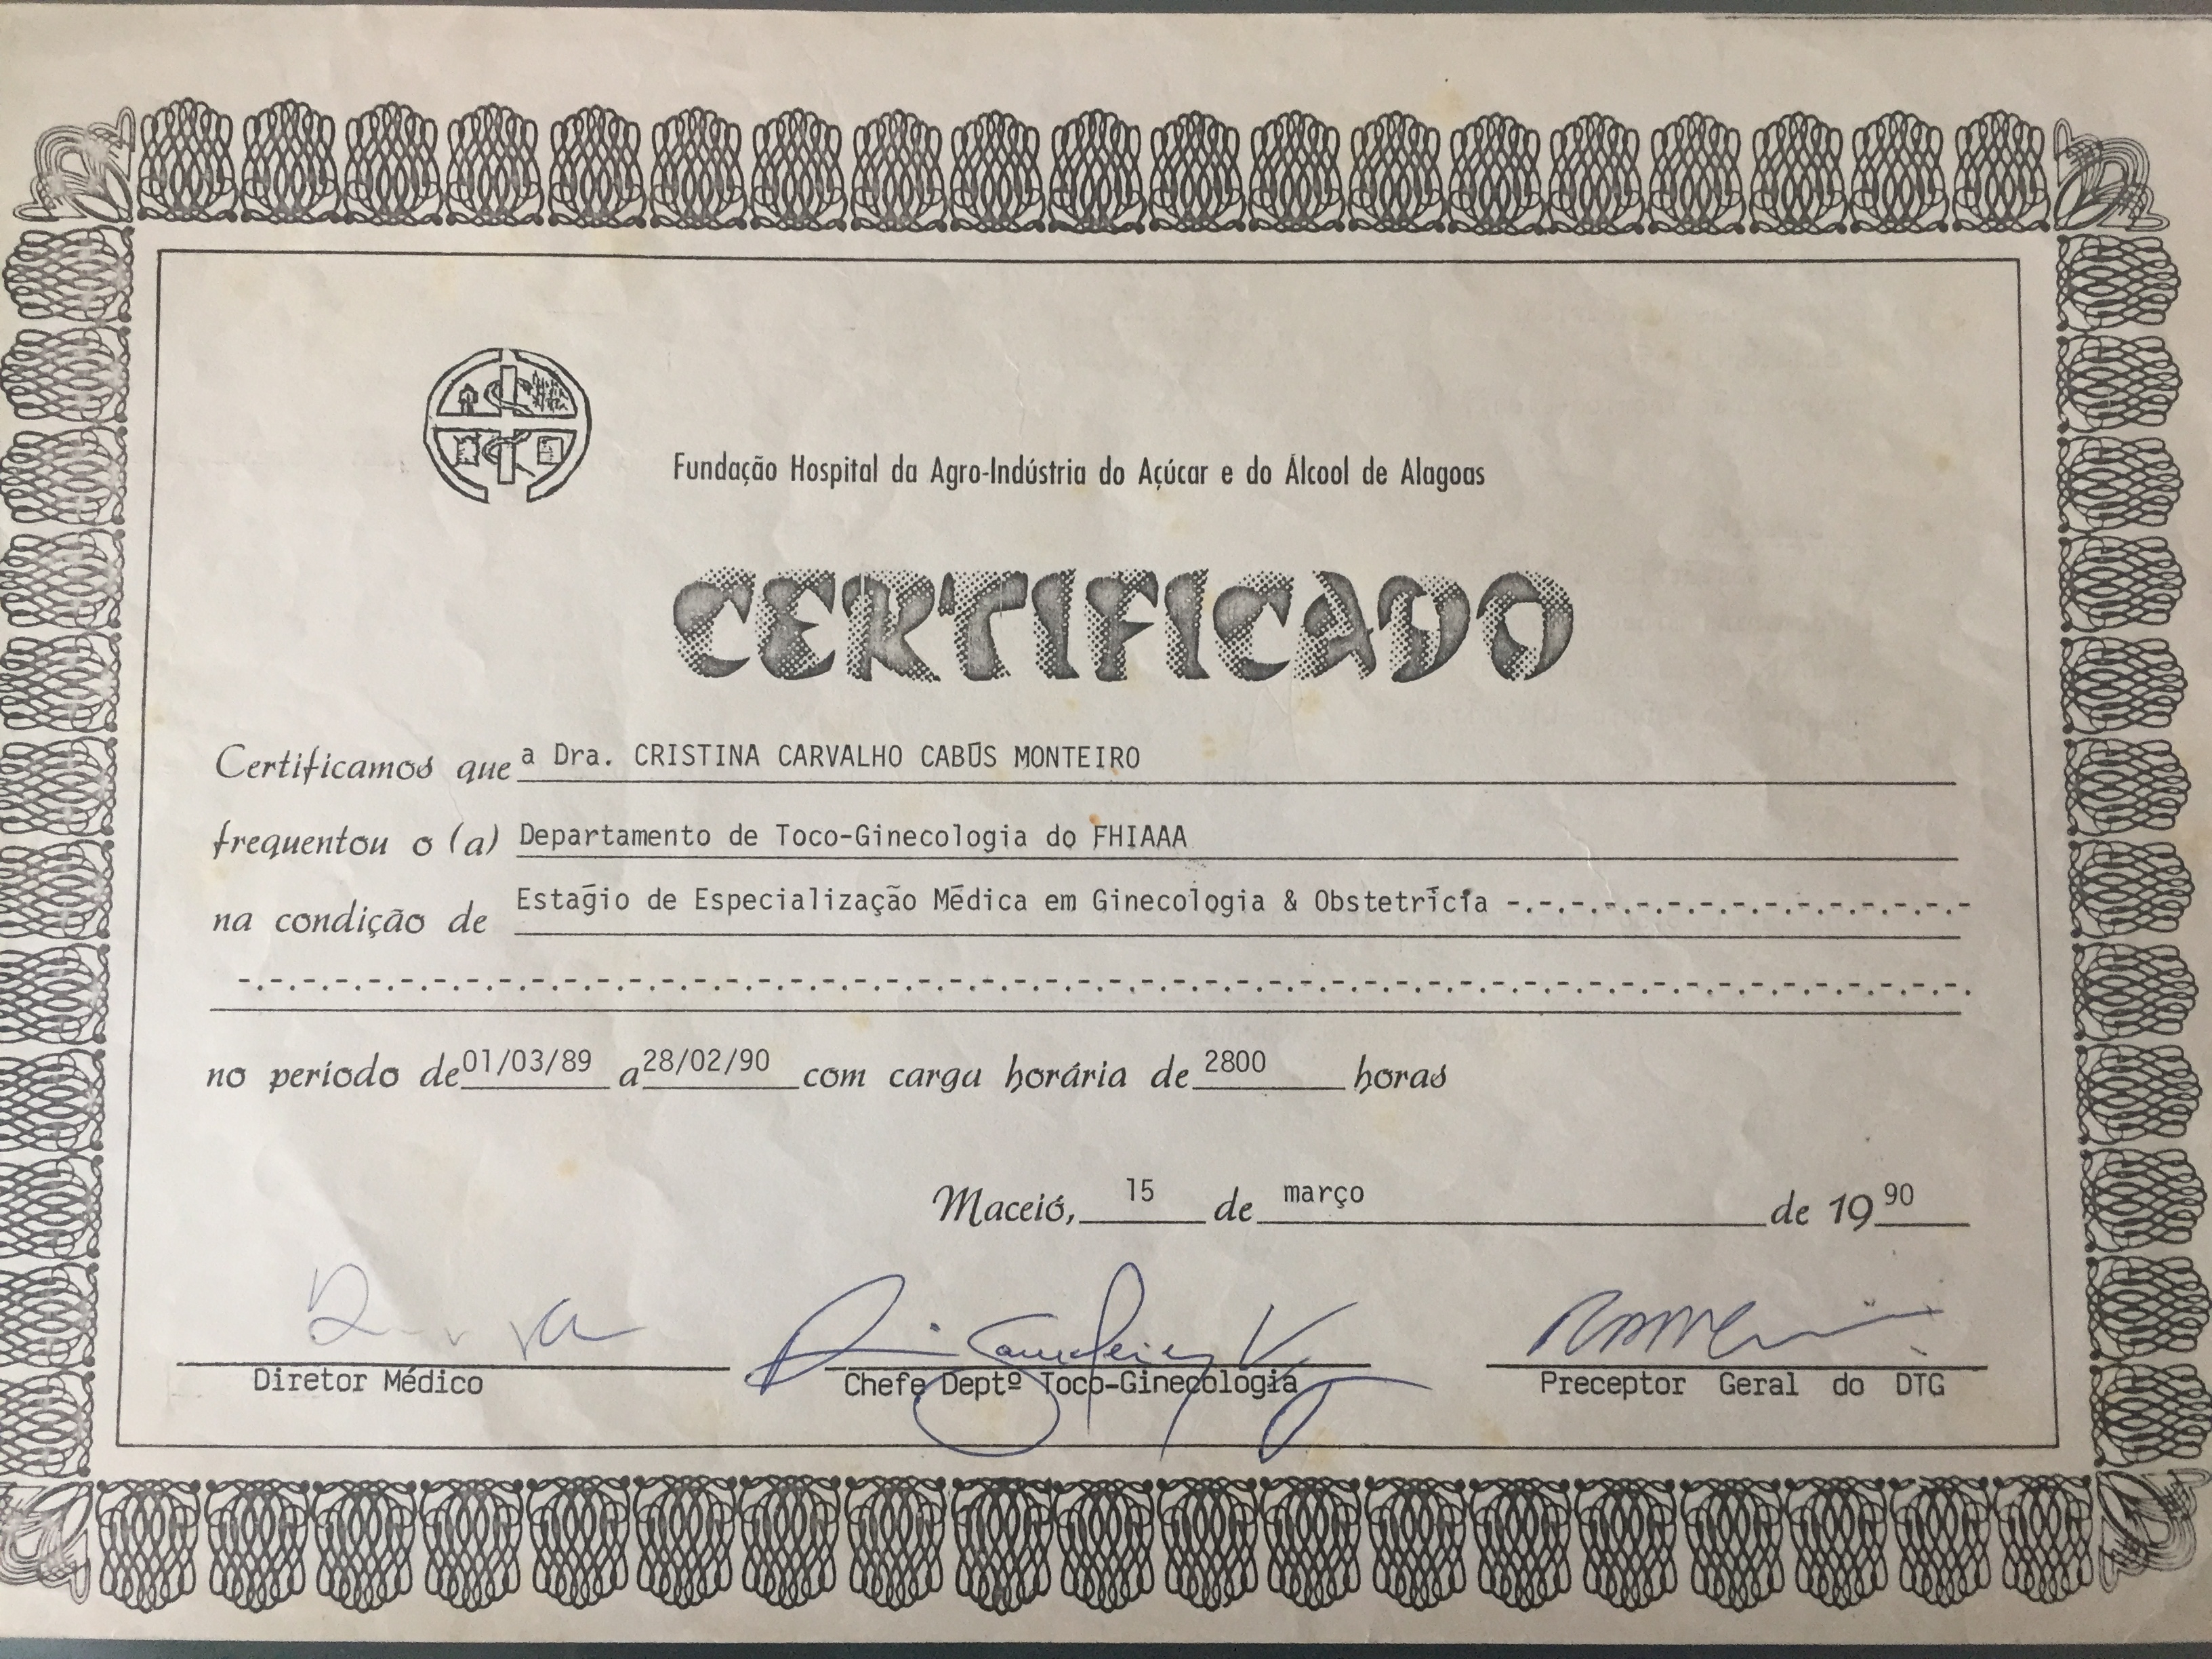 Fundação Hospital da Agro-Indústria do Açúcar e do Álcool de Alagoas
CERTIFICADO
Certificamos que a Dra. CRISTINA CARVALHO CABÚS MONTEIRO
frequentou o (a) Departamento de Toco-Ginecologia do FHIAAA
na condição de Estágio de Especialização Médica em Ginecologia & Obstetrícia -.-.-.-.-.-.-.-.-.-.-.-.-.-.-
-.-.-.-.-.-.-.-.-.-.-.-.-.-.-.-.-.-.-.-.-.-.-.-.-.-.-.-.-.-.-.-.-.-.-.-.-.-.-.-.-.-.-.-.-.-.-.-.-.-.-.-.-.
no período de 01/03/89 a 28/02/90 com carga horária de 2800 horas
Maceió, 15 de março de 19 90
Diretor Médico Chefe Deptº Toco-Ginecologia Preceptor Geral do DTG